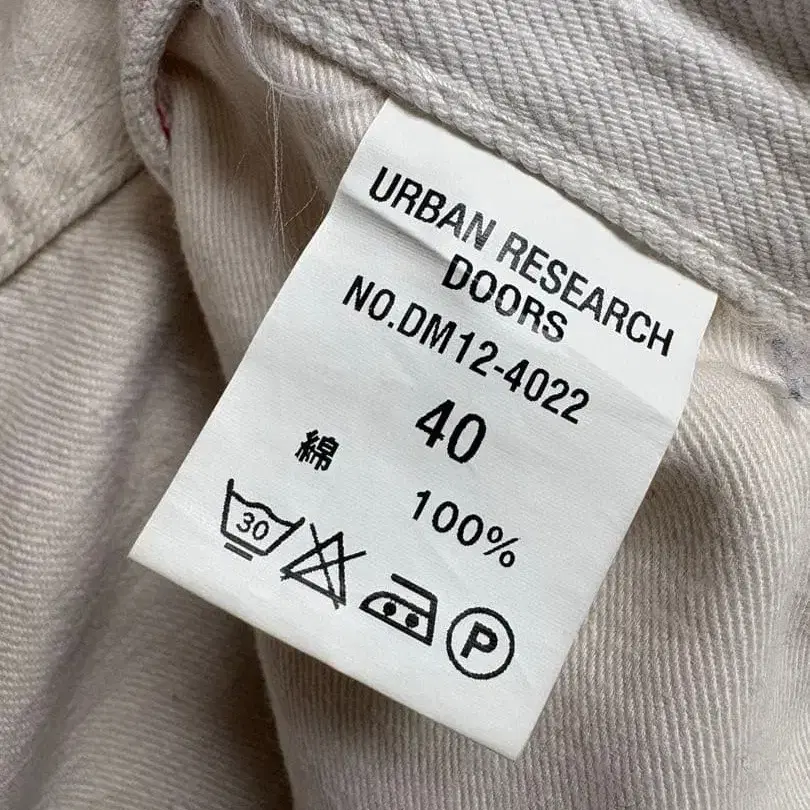 URBAN RESEARCH
DOORS
NO.DM12-4022
40
綿 100%
30 P